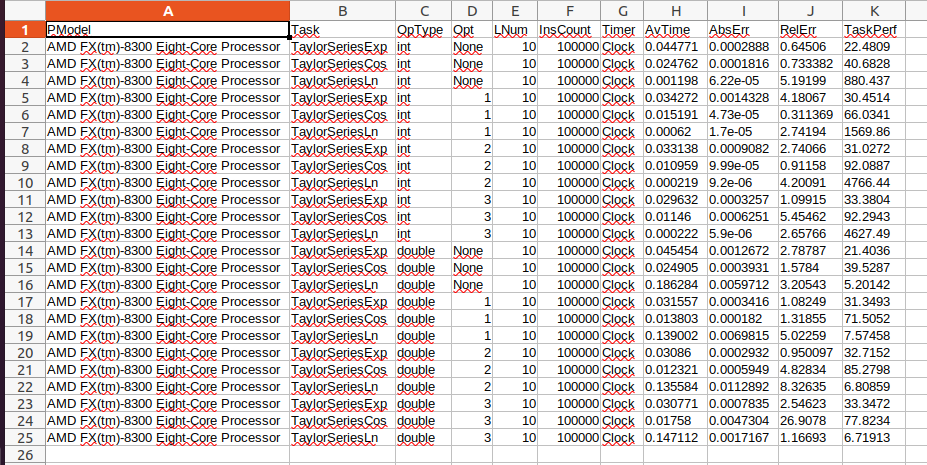 A B C D E F G H I J K
1 PModel Task OpType Opt LNum InsCount Timer AvTime AbsErr RelErr TaskPerf
2 AMD FX(tm)-8300 Eight-Core Processor TaylorSeriesExp int None 10 100000 Clock 0.044771 0.0002888 0.64506 22.4809
3 AMD FX(tm)-8300 Eight-Core Processor TaylorSeriesCos int None 10 100000 Clock 0.024762 0.0001816 0.733382 40.6828
4 AMD FX(tm)-8300 Eight-Core Processor TaylorSeriesLn int None 10 100000 Clock 0.001198 6.22e-05 5.19199 880.437
5 AMD FX(tm)-8300 Eight-Core Processor TaylorSeriesExp int 1 10 100000 Clock 0.034272 0.0014328 4.18067 30.4514
6 AMD FX(tm)-8300 Eight-Core Processor TaylorSeriesCos int 1 10 100000 Clock 0.015191 4.73e-05 0.311369 66.0341
7 AMD FX(tm)-8300 Eight-Core Processor TaylorSeriesLn int 1 10 100000 Clock 0.00062 1.7e-05 2.74194 1569.86
8 AMD FX(tm)-8300 Eight-Core Processor TaylorSeriesExp int 2 10 100000 Clock 0.033138 0.0009082 2.74066 31.0272
9 AMD FX(tm)-8300 Eight-Core Processor TaylorSeriesCos int 2 10 100000 Clock 0.010959 9.99e-05 0.91158 92.0887
10 AMD FX(tm)-8300 Eight-Core Processor TaylorSeriesLn int 2 10 100000 Clock 0.000219 9.2e-06 4.20091 4766.44
11 AMD FX(tm)-8300 Eight-Core Processor TaylorSeriesExp int 3 10 100000 Clock 0.029632 0.0003257 1.09915 33.3804
12 AMD FX(tm)-8300 Eight-Core Processor TaylorSeriesCos int 3 10 100000 Clock 0.01146 0.0006251 5.45462 92.2943
13 AMD FX(tm)-8300 Eight-Core Processor TaylorSeriesLn int 3 10 100000 Clock 0.000222 5.9e-06 2.65766 4627.49
14 AMD FX(tm)-8300 Eight-Core Processor TaylorSeriesExp double None 10 100000 Clock 0.045454 0.0012672 2.78787 21.4036
15 AMD FX(tm)-8300 Eight-Core Processor TaylorSeriesCos double None 10 100000 Clock 0.024905 0.0003931 1.5784 39.5287
16 AMD FX(tm)-8300 Eight-Core Processor TaylorSeriesLn double None 10 100000 Clock 0.186284 0.0059712 3.20543 5.20142
17 AMD FX(tm)-8300 Eight-Core Processor TaylorSeriesExp double 1 10 100000 Clock 0.031557 0.0003416 1.08249 31.3493
18 AMD FX(tm)-8300 Eight-Core Processor TaylorSeriesCos double 1 10 100000 Clock 0.013803 0.000182 1.31855 71.5052
19 AMD FX(tm)-8300 Eight-Core Processor TaylorSeriesLn double 1 10 100000 Clock 0.139002 0.0069815 5.02259 7.57458
20 AMD FX(tm)-8300 Eight-Core Processor TaylorSeriesExp double 2 10 100000 Clock 0.03086 0.0002932 0.950097 32.7152
21 AMD FX(tm)-8300 Eight-Core Processor TaylorSeriesCos double 2 10 100000 Clock 0.012321 0.0005949 4.82834 85.2798
22 AMD FX(tm)-8300 Eight-Core Processor TaylorSeriesLn double 2 10 100000 Clock 0.135584 0.0112892 8.32635 6.80859
23 AMD FX(tm)-8300 Eight-Core Processor TaylorSeriesExp double 3 10 100000 Clock 0.030771 0.0007835 2.54623 33.3472
24 AMD FX(tm)-8300 Eight-Core Processor TaylorSeriesCos double 3 10 100000 Clock 0.01758 0.0047304 26.9078 77.8234
25 AMD FX(tm)-8300 Eight-Core Processor TaylorSeriesLn double 3 10 100000 Clock 0.147112 0.0017167 1.16693 6.71913
26